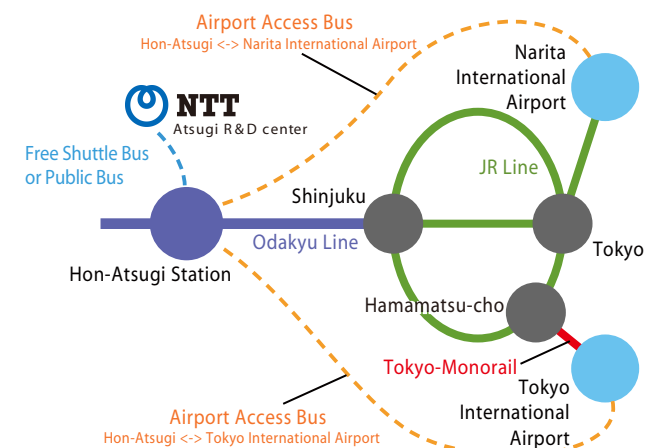 Airport Access Bus
Hon-Atsugi <-> Narita International Airport
Narita
International
Airport
NTT
Atsugi R&D center
Free Shuttle Bus
or Public Bus
JR Line
Shinjuku
Odakyu Line
Tokyo
Hon-Atsugi Station
Hamamatsu-cho
Tokyo-Monorail
Tokyo
International
Airport
Airport Access Bus
Hon-Atsugi <-> Tokyo International Airport